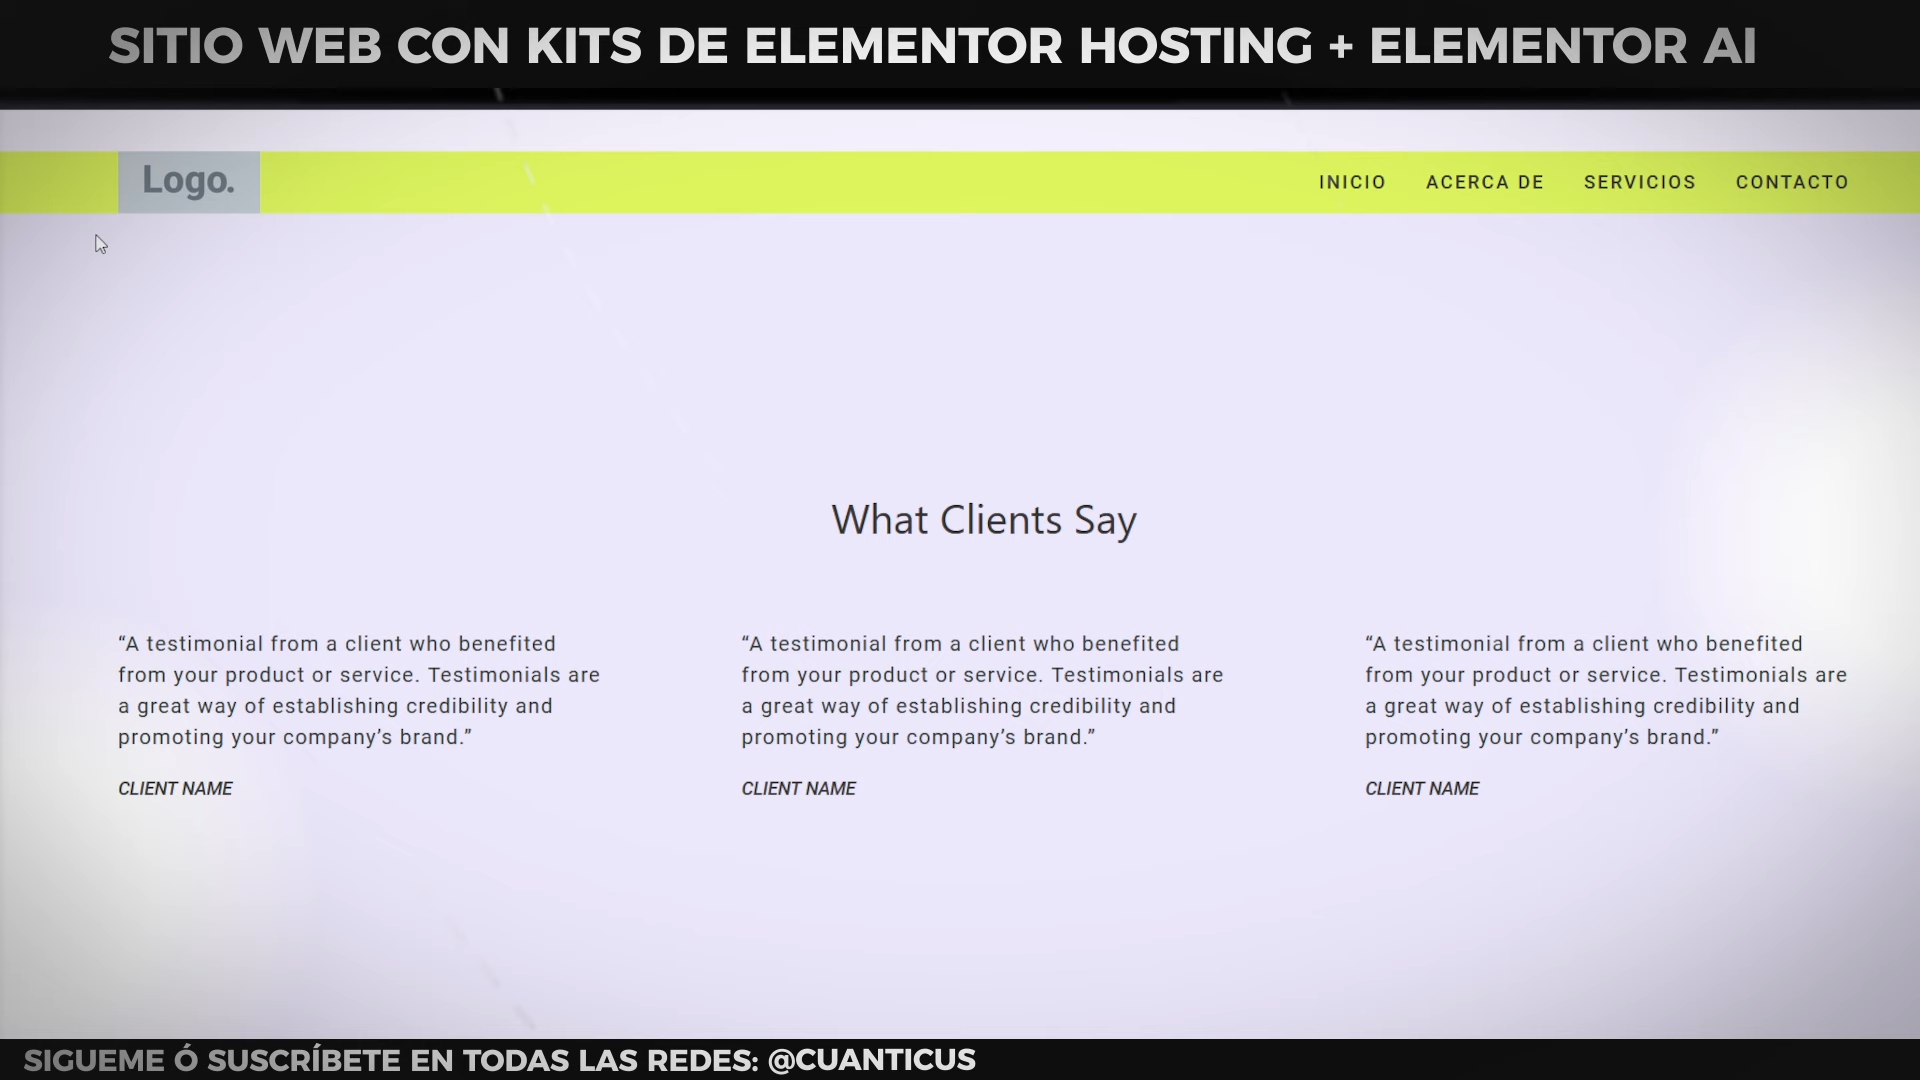 SITIO WEB CON KITS DE ELEMENTOR HOSTING + ELEMENTOR AI
Logo.
INICIO ACERCA DE SERVICIOS CONTACTO
What Clients Say
“A testimonial from a client who benefited
from your product or service. Testimonials are
a great way of establishing credibility and
promoting your company’s brand.”
CLIENT NAME
“A testimonial from a client who benefited
from your product or service. Testimonials are
a great way of establishing credibility and
promoting your company’s brand.”
CLIENT NAME
“A testimonial from a client who benefited
from your product or service. Testimonials are
a great way of establishing credibility and
promoting your company’s brand.”
CLIENT NAME
SIGUEME Ó SUSCRÍBETE EN TODAS LAS REDES: @CUANTICUS